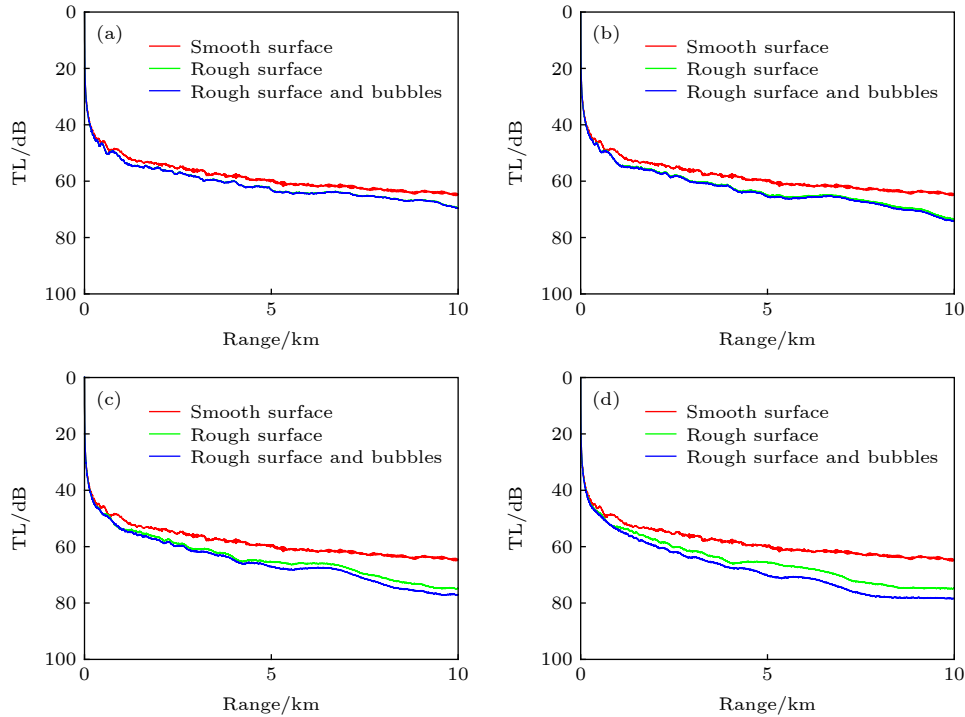 (a)
Smooth surface
Rough surface
Rough surface and bubbles
TL/dB
0
20
40
60
80
100
0
5
10
Range/km
(b)
Smooth surface
Rough surface
Rough surface and bubbles
TL/dB
0
20
40
60
80
100
0
5
10
Range/km
(c)
Smooth surface
Rough surface
Rough surface and bubbles
TL/dB
0
20
40
60
80
100
0
5
10
Range/km
(d)
Smooth surface
Rough surface
Rough surface and bubbles
TL/dB
0
20
40
60
80
100
0
5
10
Range/km